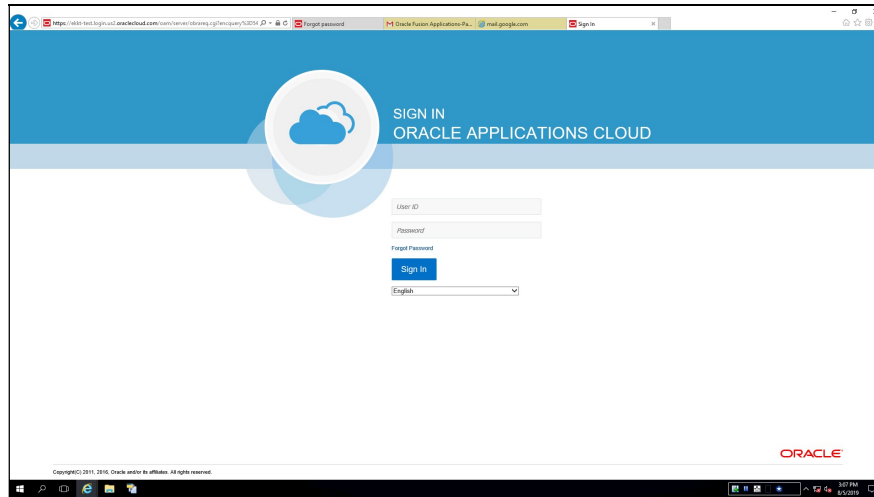 https://ekkt-test.login.us2.oraclecloud.com/oam/server/obrareq.cgi?encquery%3D54
Forgot password
Oracle Fusion Applications-Pa...
mail.google.com
Sign In
SIGN IN
ORACLE APPLICATIONS CLOUD
User ID
Password
Forgot Password
Sign In
English
ORACLE
Copyright(C) 2011, 2016, Oracle and/or its affiliates. All rights reserved.
3:07 PM
8/5/2019